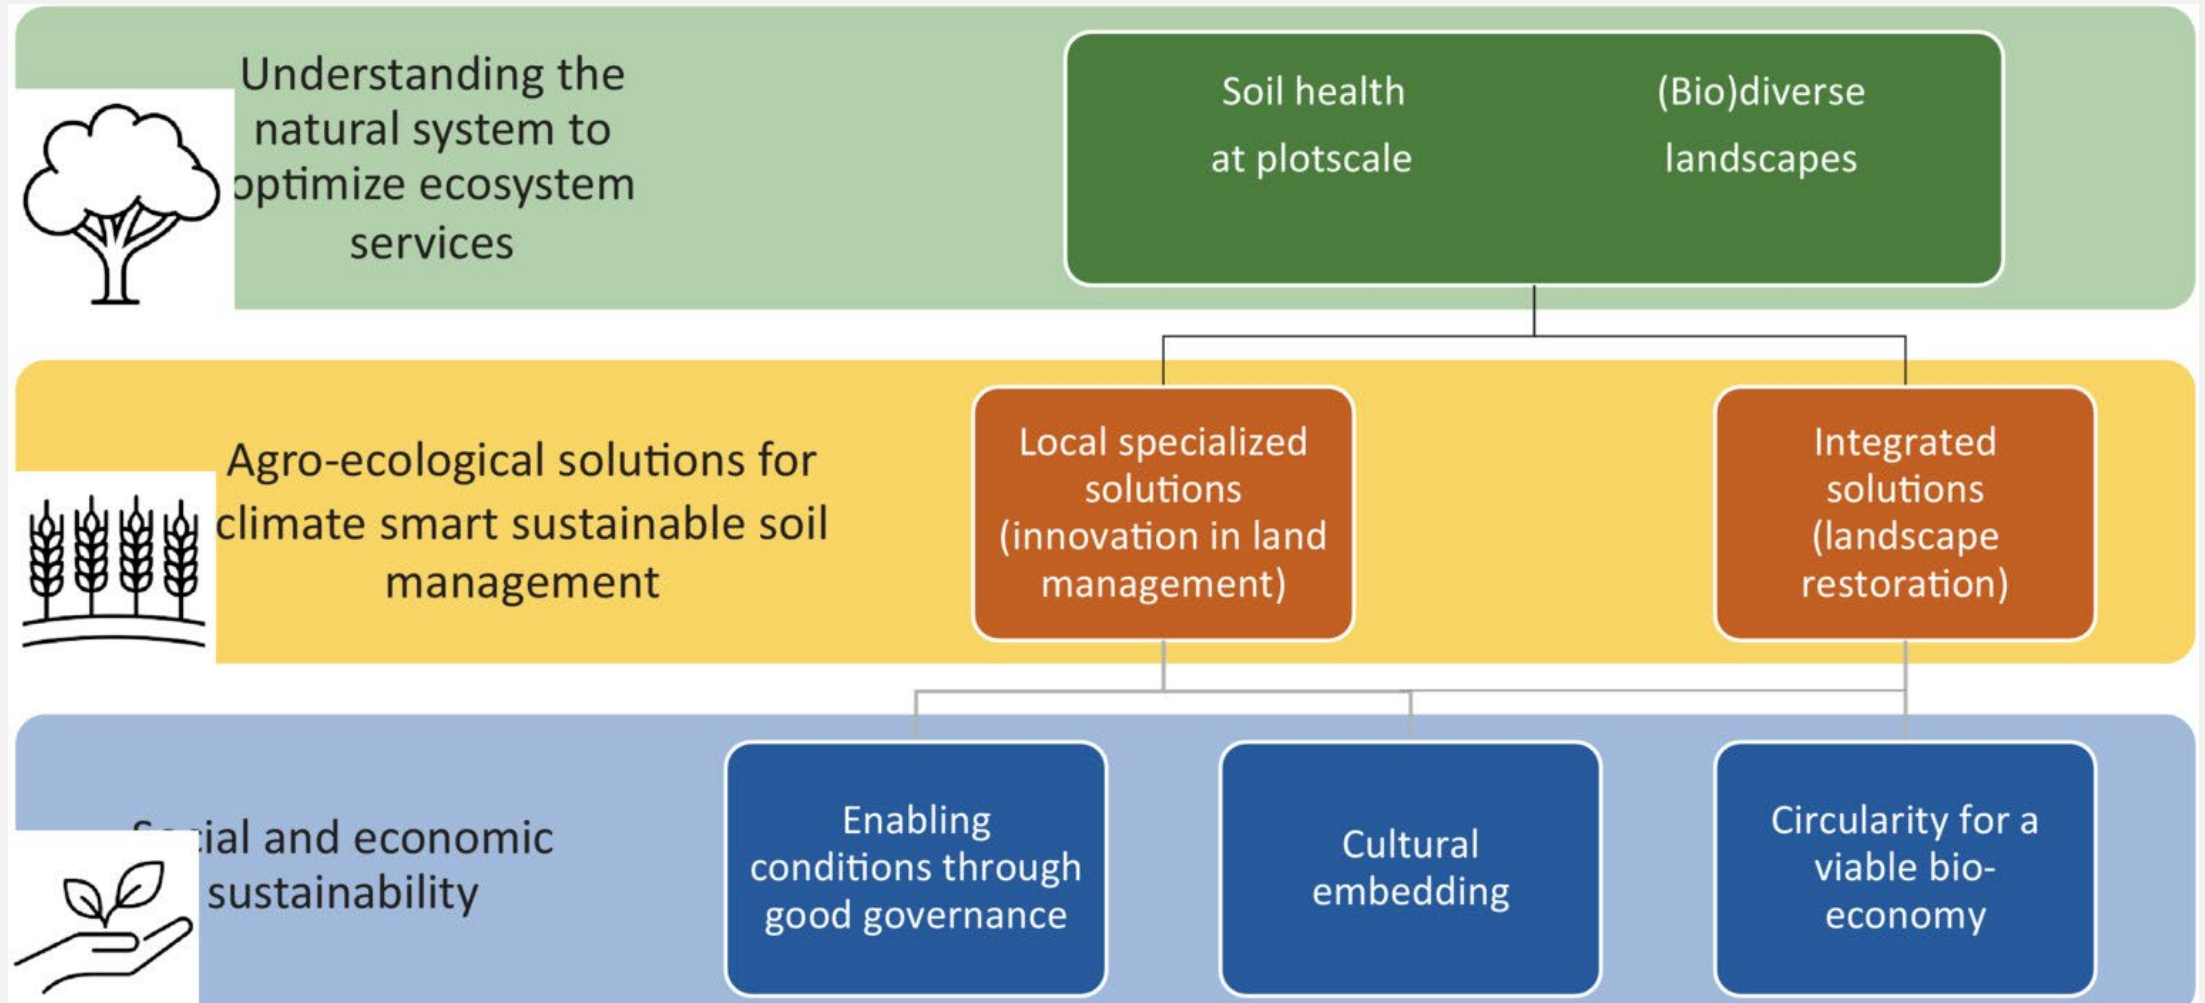 Understanding the
natural system to
optimize ecosystem
services
Soil health
at plotscale
(Bio)diverse
landscapes
Agro-ecological solutions for
climate smart sustainable soil
management
Local specialized
solutions
(innovation in land
management)
Integrated
solutions
(landscape
restoration)
Social and economic
sustainability
Enabling
conditions through
good governance
Cultural
embedding
Circularity for a
viable bio-
economy